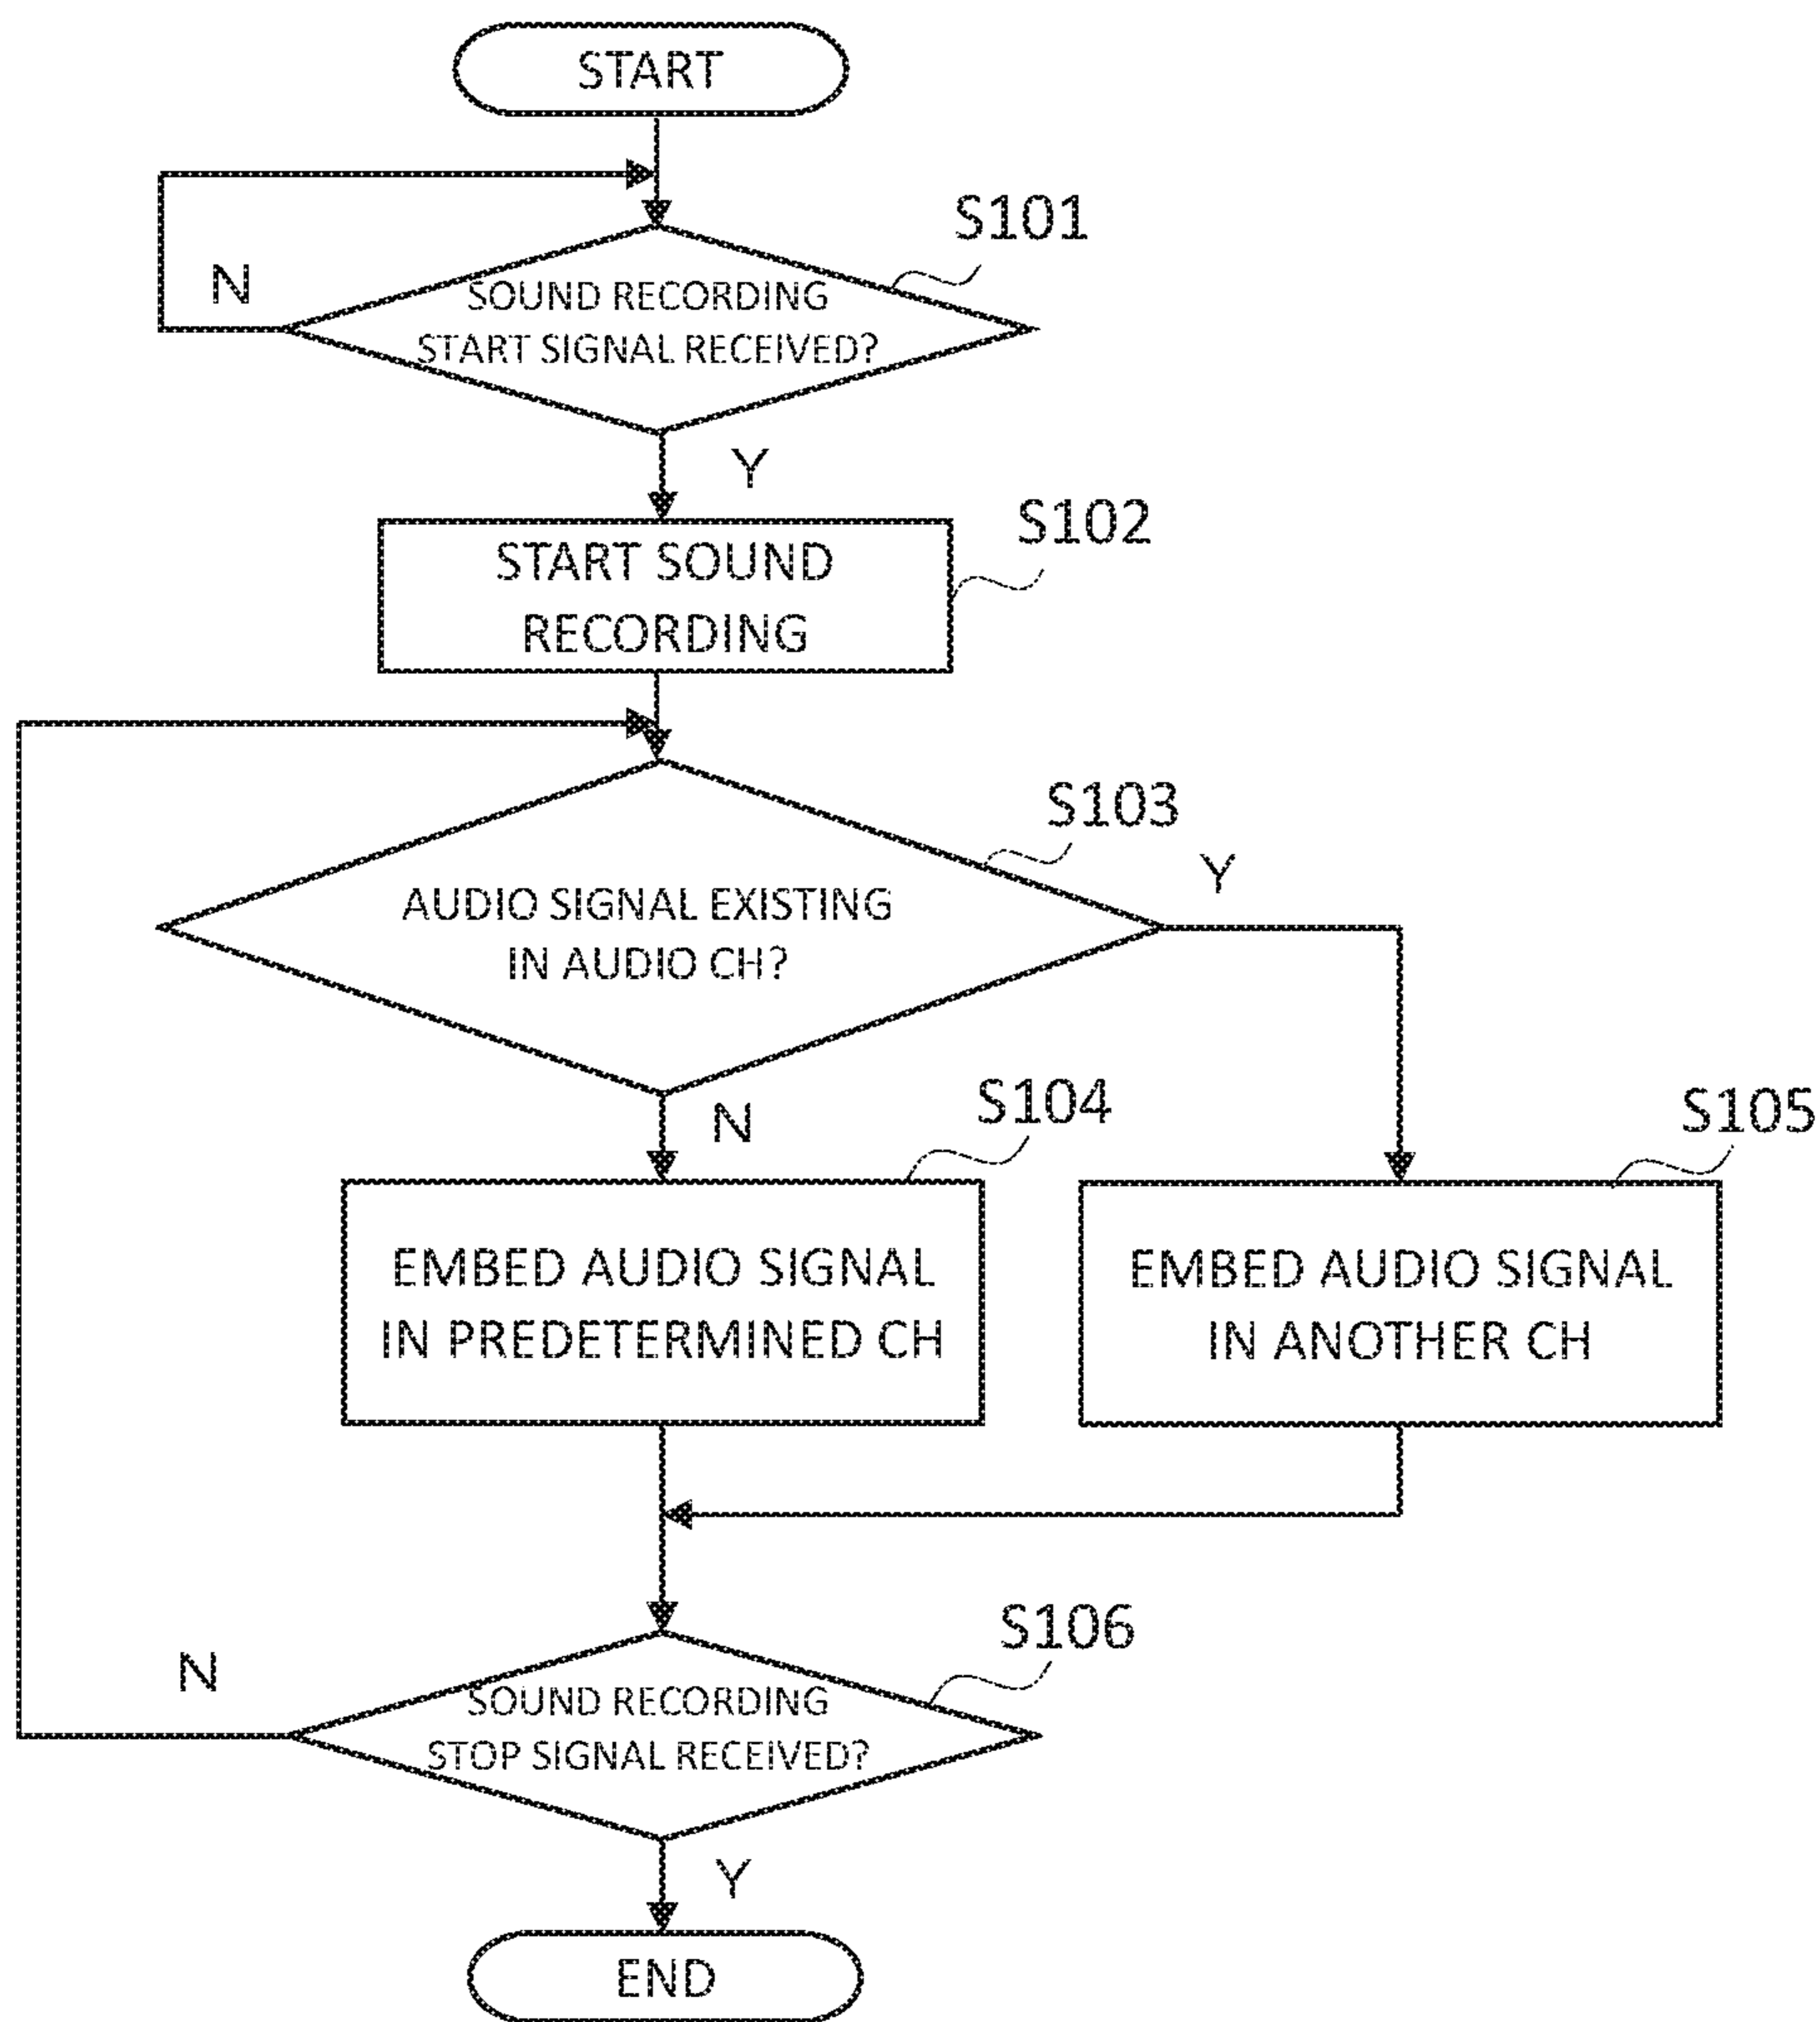 START
S101
N
SOUND RECORDING
START SIGNAL RECEIVED?
Y
S102
START SOUND
RECORDING
S103
Y
AUDIO SIGNAL EXISTING
IN AUDIO CH?
N
S104
S105
EMBED AUDIO SIGNAL
IN PREDETERMINED CH
EMBED AUDIO SIGNAL
IN ANOTHER CH
S106
N
SOUND RECORDING
STOP SIGNAL RECEIVED?
Y
END